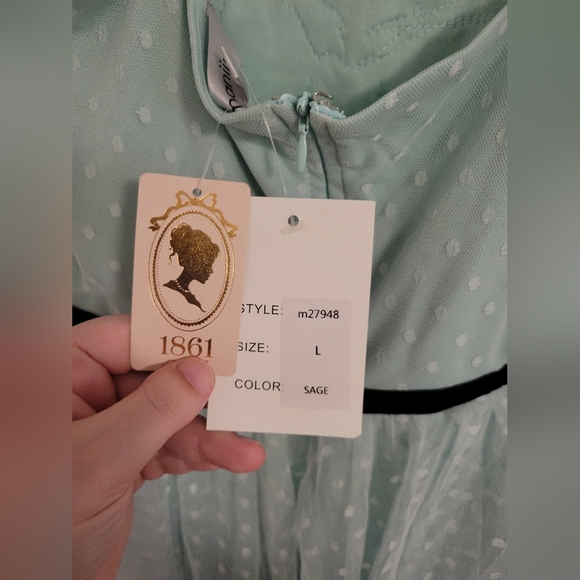 1861
STYLE: m27948
SIZE: L
COLOR: SAGE